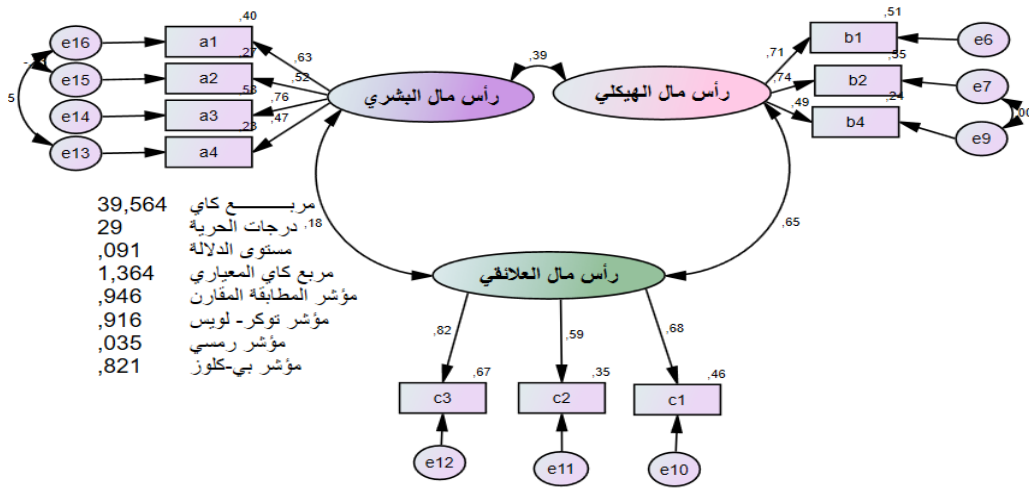 ,40
,51
e16
a1
b1
e6
,63
,71
,27
,39
,55
e15
a2
,52
رأس مال البشري
رأس مال الهيكلي
,74
b2
e7
5
,53
,76
,49
,24
,00
e14
a3
b4
,47
,23
e9
e13
a4
مربـــــــع كاي 39,564
درجات الحرية 29
,18
,65
مستوى الدلالة ,091
مربع كاي المعياري 1,364
رأس مال العلائقي
مؤشر المطابقة المقارن ,946
مؤشر توكر- لويس ,916
مؤشر رمسي ,035
مؤشر بي-كلوز ,821
,82
,59
,68
,67
,35
,46
c3
c2
c1
e12
e11
e10